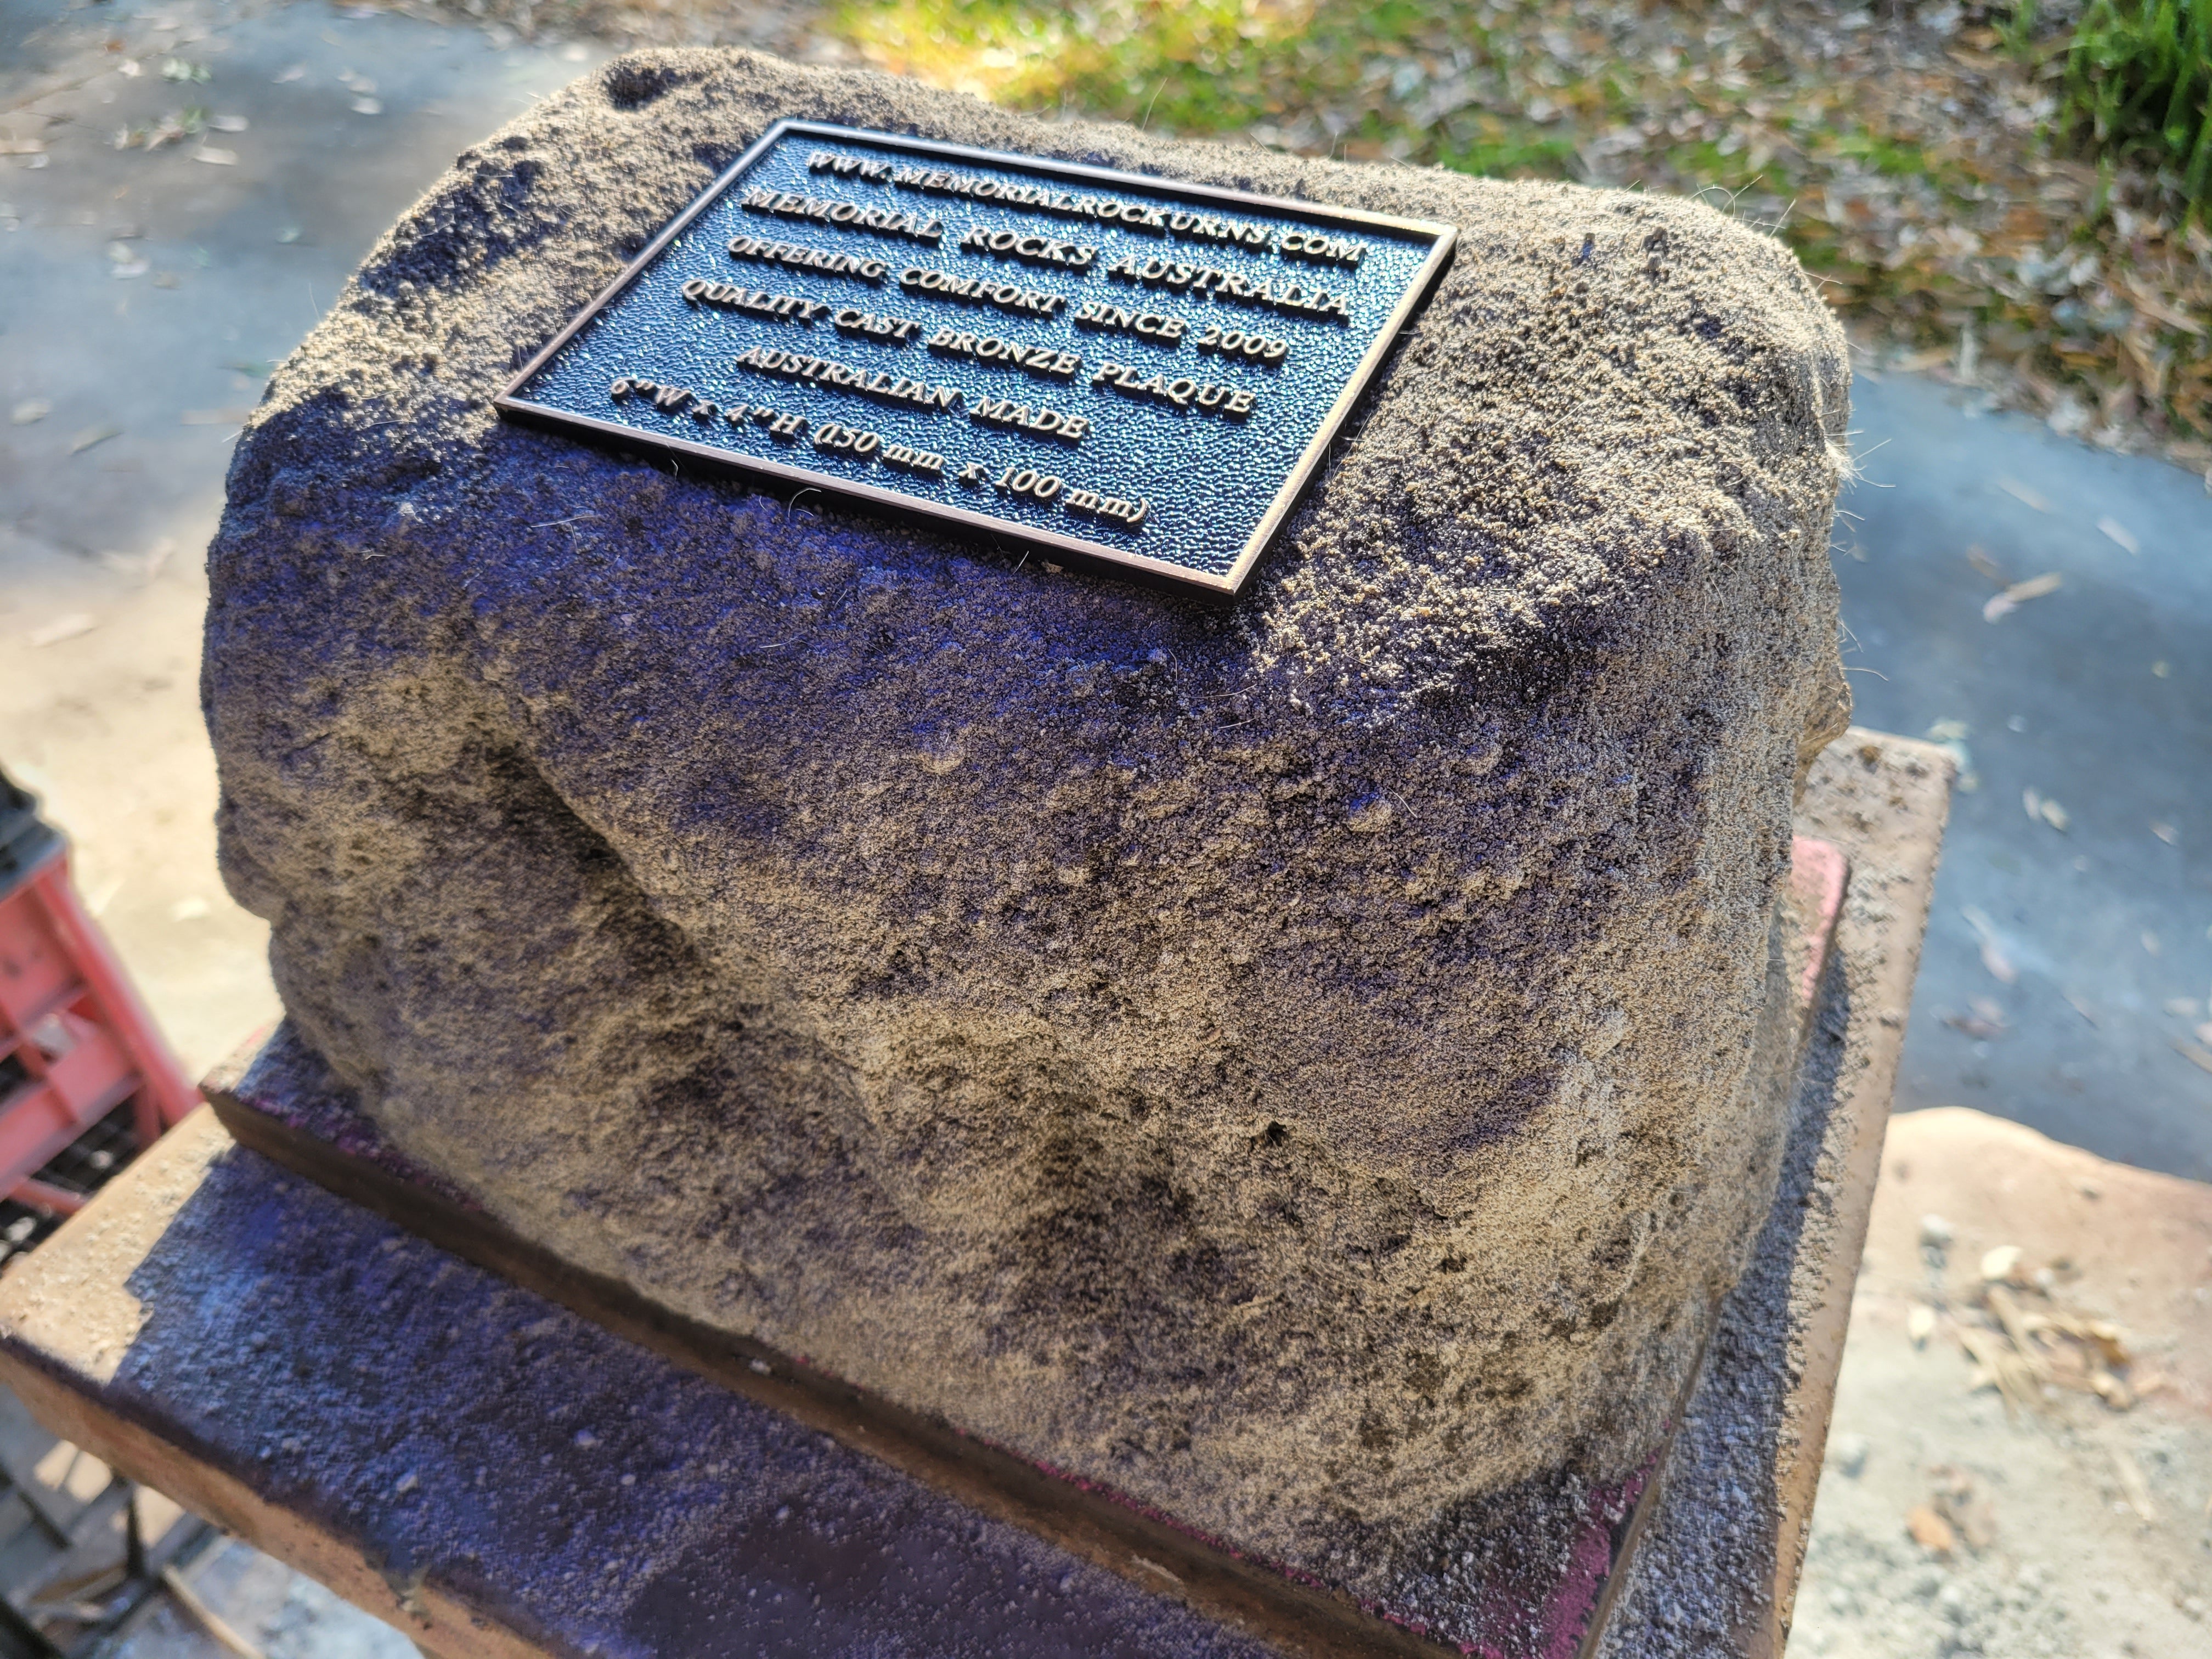 WWW.MEMORIALROCKURNS.COM
MEMORIAL ROCKS AUSTRALIA
OFFERING COMFORT SINCE 2009
QUALITY CAST BRONZE PLAQUE
AUSTRALIAN MADE
6"W x 4"H (150 mm x 100 mm)